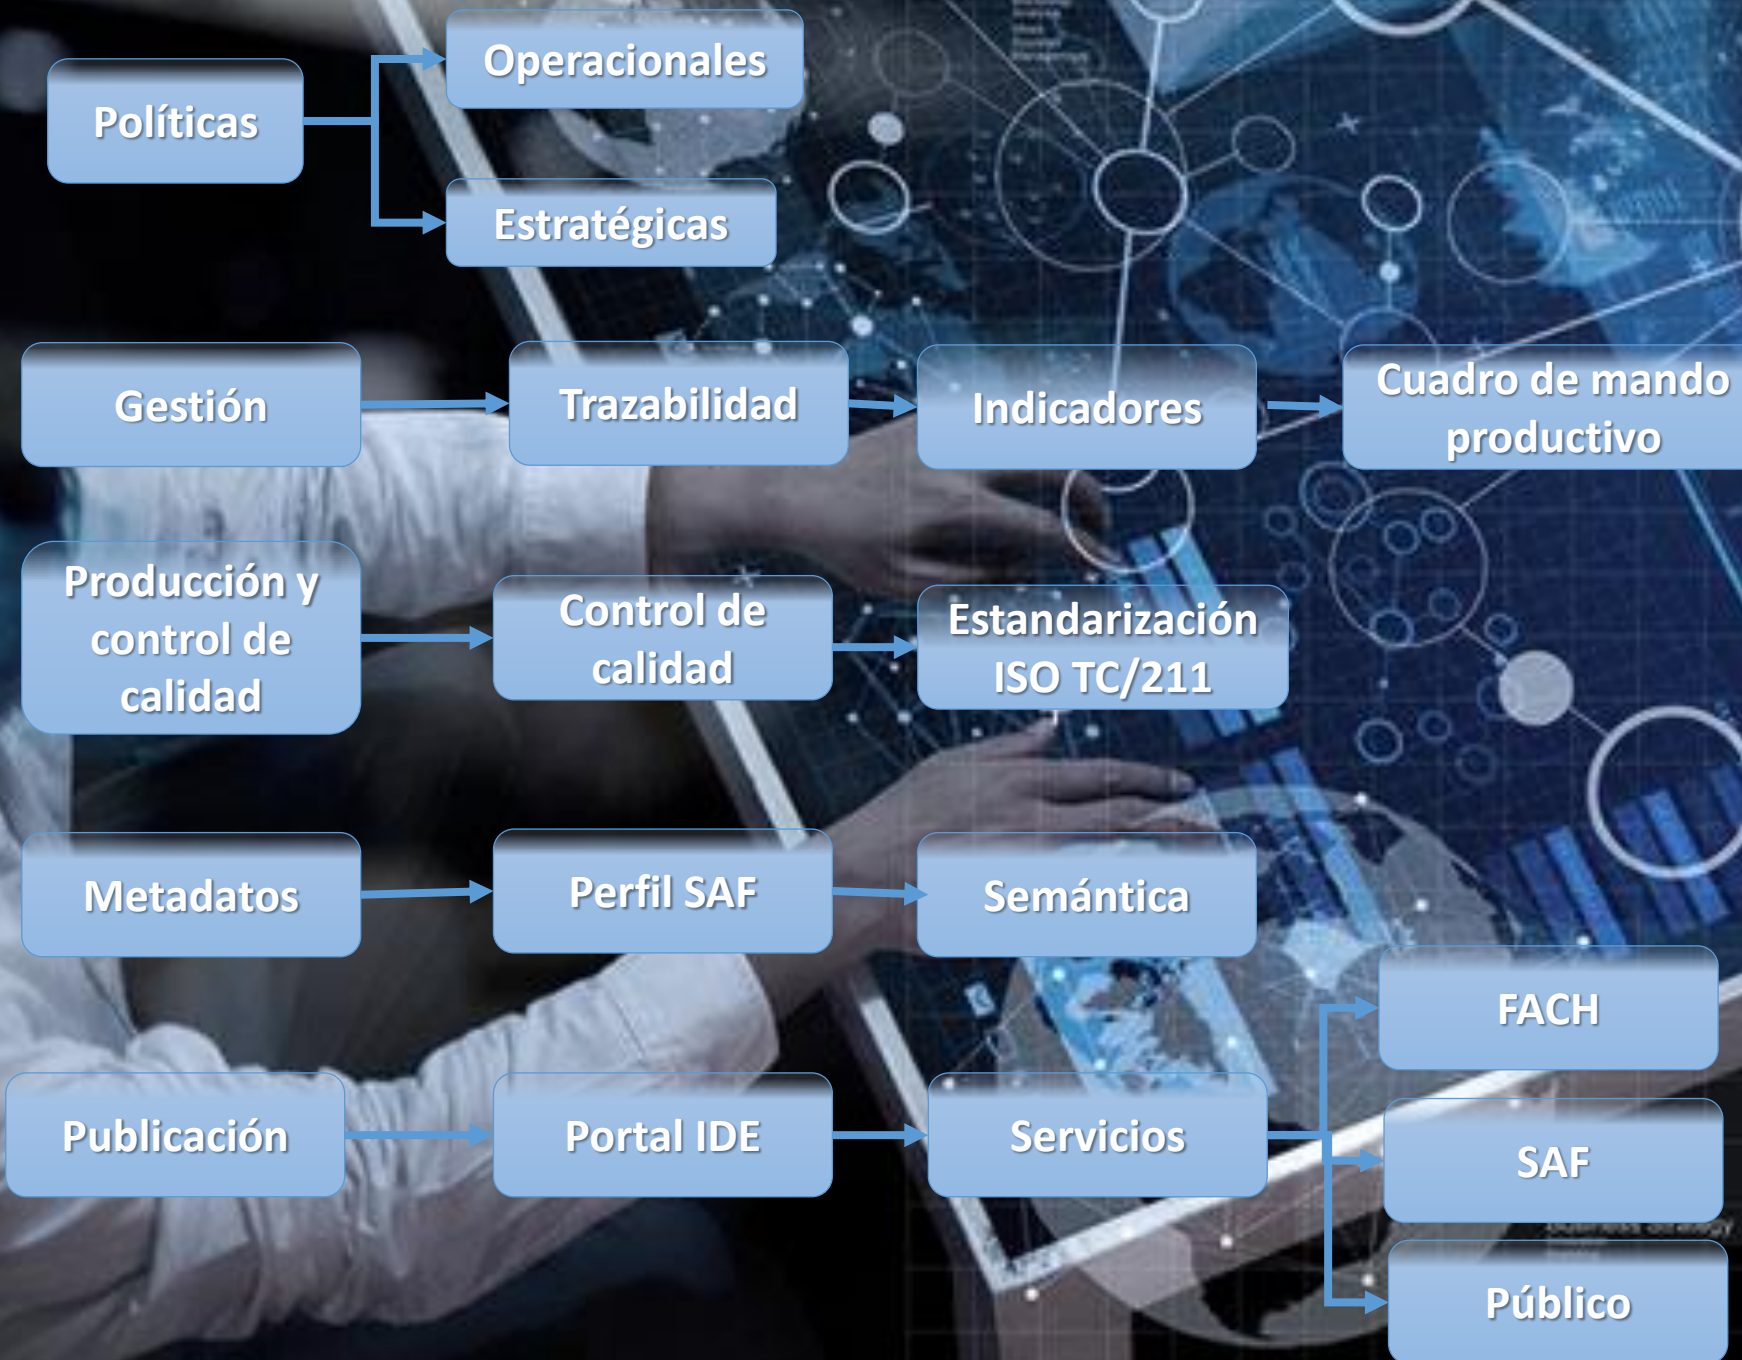 Operacionales
Políticas
Estratégicas
Gestión
Trazabilidad
Indicadores
Cuadro de mando
productivo
Producción y
control de
calidad
Control de
calidad
Estandarización
ISO TC/211
Metadatos
Perfil SAF
Semántica
Publicación
Portal IDE
Servicios
FACH
SAF
Público